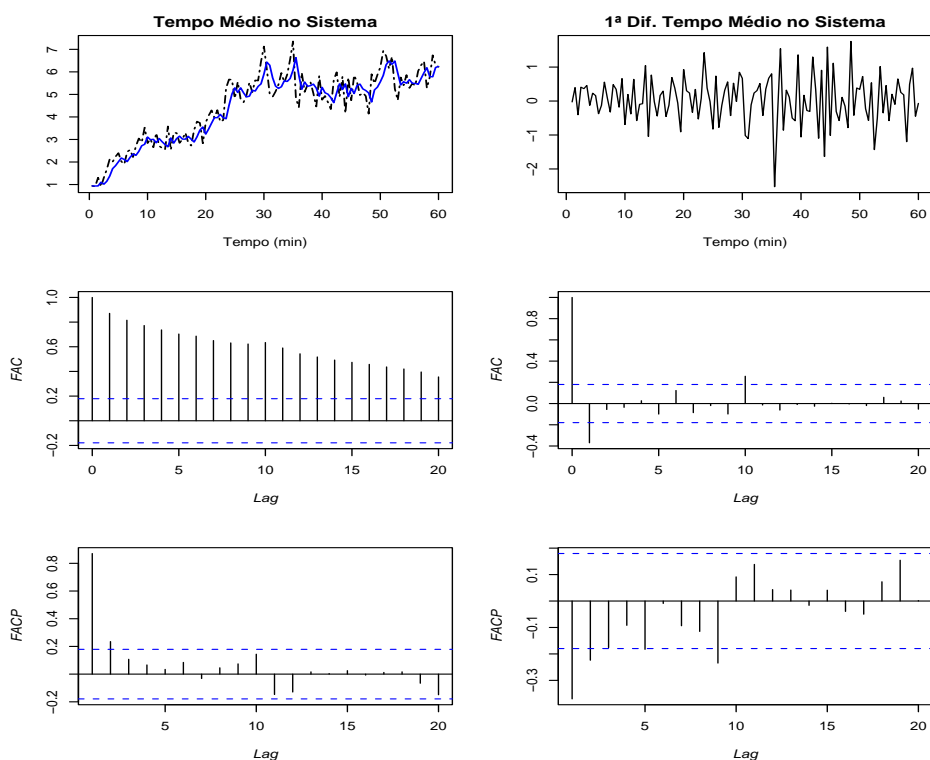 Tempo Médio no Sistema
1 2 3 4 5 6 7
0 10 20 30 40 50 60
Tempo (min)
1ª Dif. Tempo Médio no Sistema
-2 -1 0 1
0 10 20 30 40 50 60
Tempo (min)
FAC
-0.2 0.2 0.6 1.0
0 5 10 15 20
Lag
FAC
-0.4 0.0 0.4 0.8
0 5 10 15 20
Lag
FACP
-0.2 0.2 0.4 0.6 0.8
5 10 15 20
Lag
FACP
-0.3 -0.1 0.1
5 10 15 20
Lag